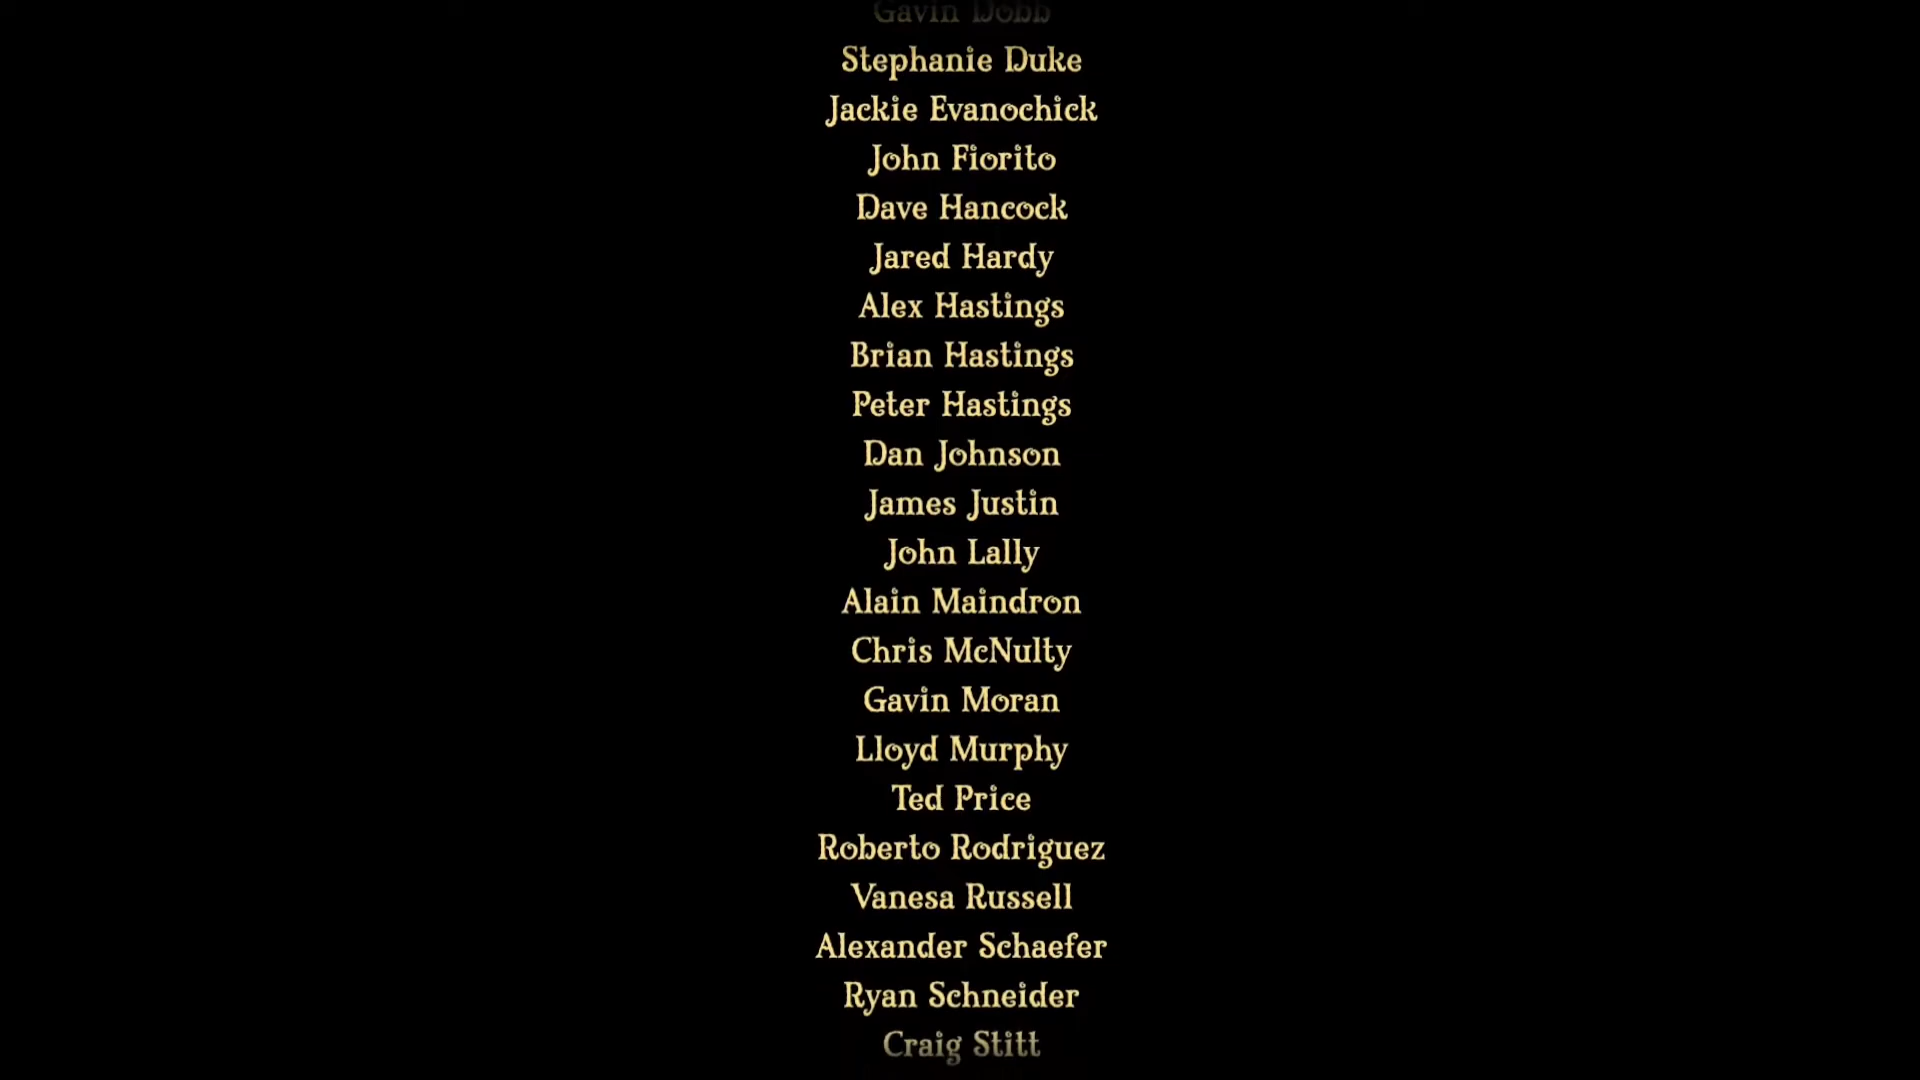 Gavin Dobb
Stephanie Duke
Jackie Evanochick
John Fiorito
Dave Hancock
Jared Hardy
Alex Hastings
Brian Hastings
Peter Hastings
Dan Johnson
James Justin
John Lally
Alain Maindron
Chris McNulty
Gavin Moran
Lloyd Murphy
Ted Price
Roberto Rodriguez
Vanesa Russell
Alexander Schaefer
Ryan Schneider
Craig Stitt